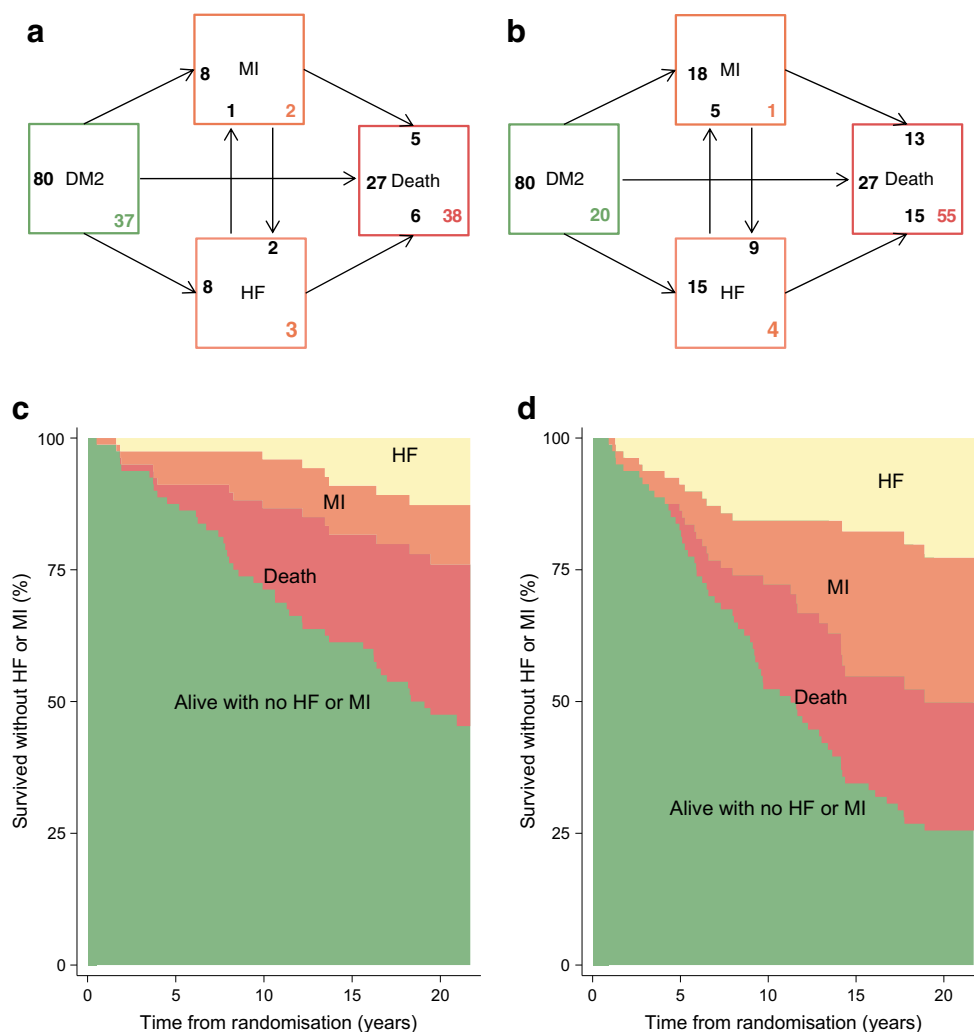 a
MI
8
1
2
80
DM2
37
5
27
Death
6
38
2
8
HF
3
b
MI
18
5
1
80
DM2
20
13
27
Death
15
55
9
15
HF
4
c
Survived without HF or MI (%)
100
75
50
25
0
HF
MI
Death
Alive with no HF or MI
0
5
10
15
20
Time from randomisation (years)
d
Survived without HF or MI (%)
100
75
50
25
0
HF
MI
Death
Alive with no HF or MI
0
5
10
15
20
Time from randomisation (years)